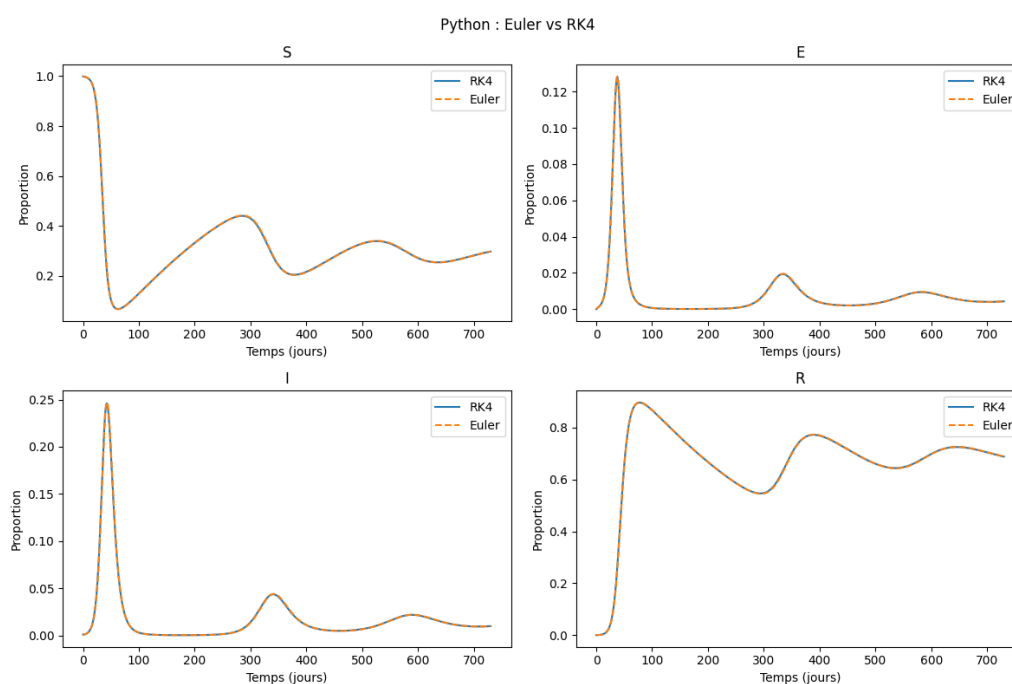 Python : Euler vs RK4
S
1.0
0.8
0.6
0.4
0.2
Proportion
RK4
Euler
0 100 200 300 400 500 600 700
Temps (jours)
E
0.12
0.10
0.08
0.06
0.04
0.02
0.00
Proportion
RK4
Euler
0 100 200 300 400 500 600 700
Temps (jours)
I
0.25
0.20
0.15
0.10
0.05
0.00
Proportion
RK4
Euler
0 100 200 300 400 500 600 700
Temps (jours)
R
0.8
0.6
0.4
0.2
0.0
Proportion
RK4
Euler
0 100 200 300 400 500 600 700
Temps (jours)